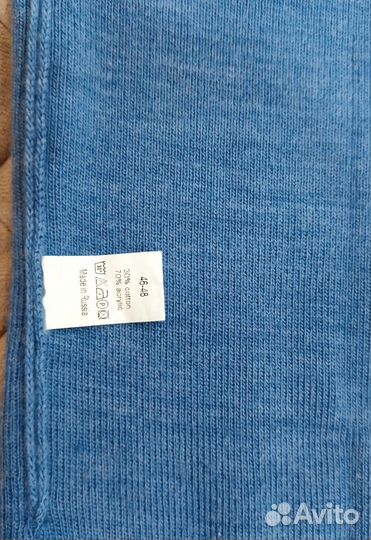 46-48
30% cotton
70% acrylic
Made in Russia
Avito